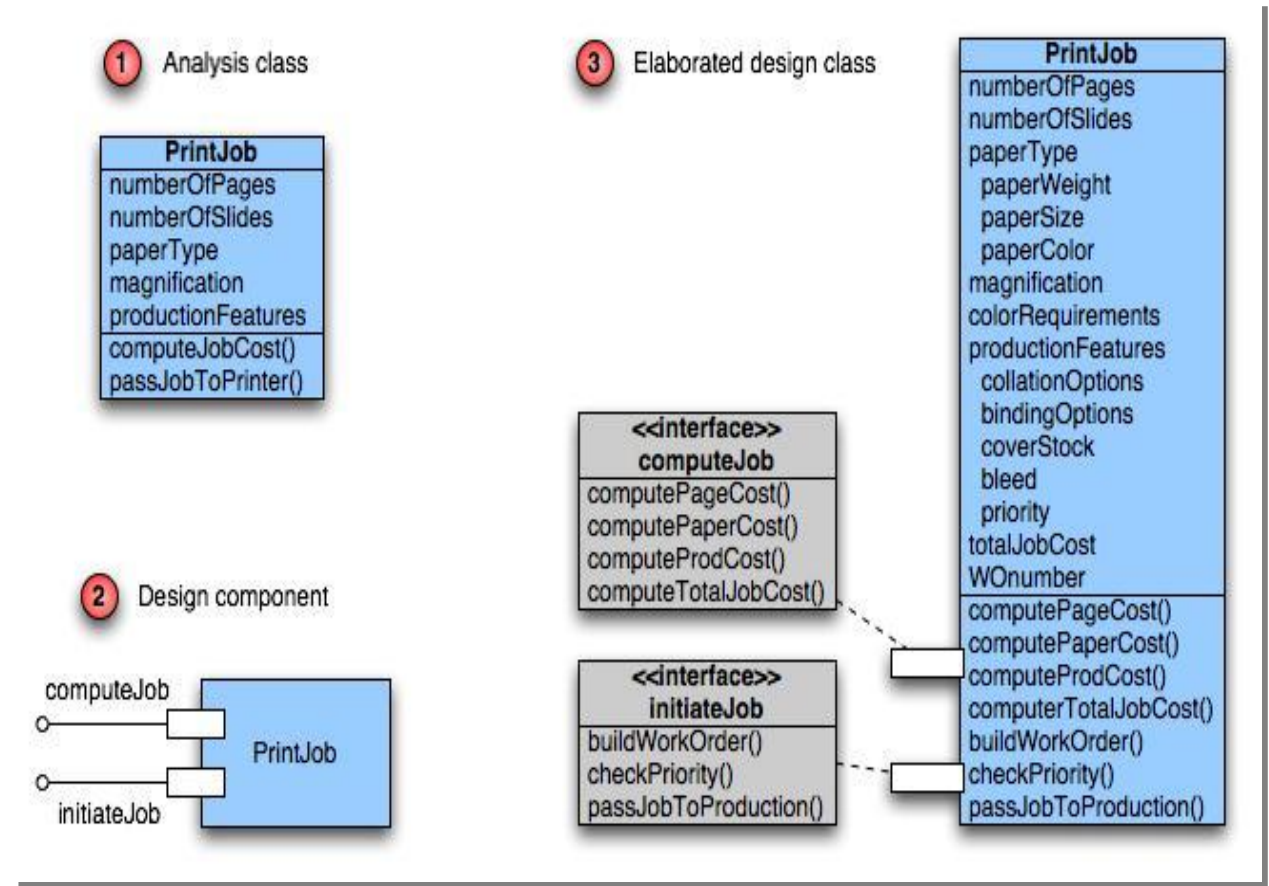 1 Analysis class
PrintJob
numberOfPages
numberOfSlides
paperType
magnification
productionFeatures
computeJobCost()
passJobToPrinter()
2 Design component
computeJob
initiateJob
PrintJob
3 Elaborated design class
<<interface>>
computeJob
computePageCost()
computePaperCost()
computeProdCost()
computeTotalJobCost()
<<interface>>
initiateJob
buildWorkOrder()
checkPriority()
passJobToProduction()
PrintJob
numberOfPages
numberOfSlides
paperType
paperWeight
paperSize
paperColor
magnification
colorRequirements
productionFeatures
collationOptions
bindingOptions
coverStock
bleed
priority
totalJobCost
WOnumber
computePageCost()
computePaperCost()
computeProdCost()
computerTotalJobCost()
buildWorkOrder()
checkPriority()
passJobToProduction()